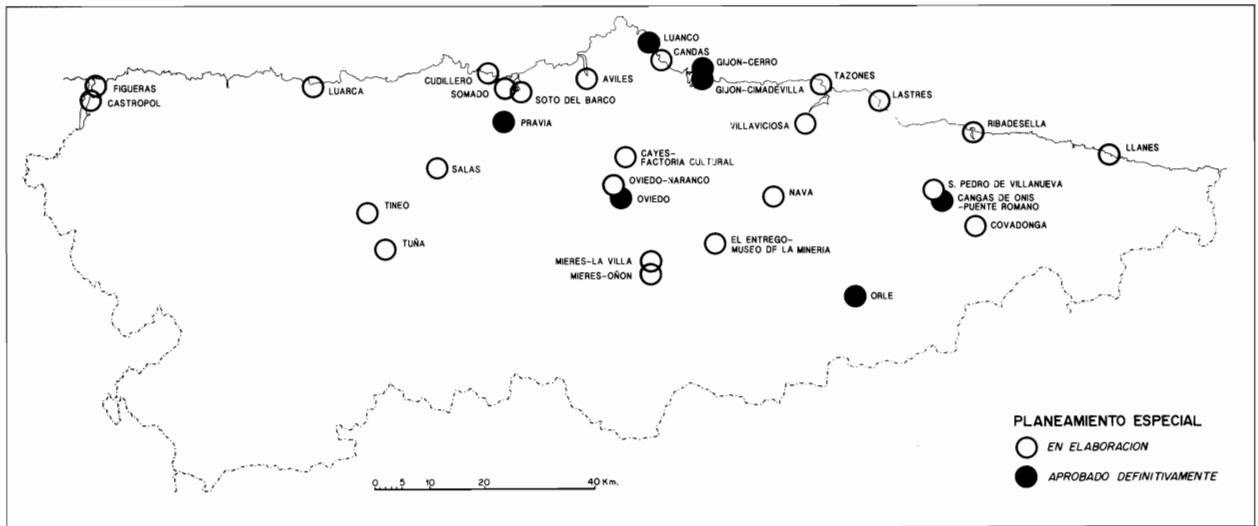 LUANCO
CANDAS
GIJON-CERRO
GIJON-CIMADEVILLA
CUDILLERO
SOMADO
SOTO DEL BARCO
AVILES
TAZONES
LASTRES
FIGUERAS
CASTROPOL
LUARCA
PRAVIA
VILLAVICIOSA
RIBADESELLA
LLANES
SALAS
CAYES-
FACTORIA CULTURAL
OVIEDO-NARANCO
OVIEDO
NAVA
S. PEDRO DE VILLANUEVA
CANGAS DE ONIS
-PUENTE ROMANO
COVADONGA
TINEO
TUÑA
EL ENTREGO-
MUSEO DE LA MINERIA
MIERES-LA VILLA
MIERES-OÑON
ORLE
PLANEAMIENTO ESPECIAL
EN ELABORACION
APROBADO DEFINITIVAMENTE
0 5 10 20 40 Km.